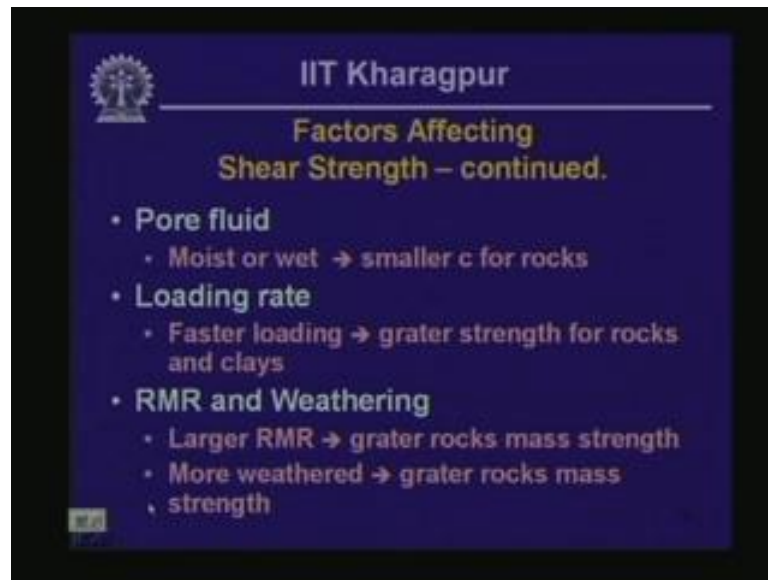 IIT Kharagpur
Factors Affecting
Shear Strength – continued.
• Pore fluid
• Moist or wet → smaller c for rocks
• Loading rate
• Faster loading → grater strength for rocks
and clays
• RMR and Weathering
• Larger RMR → grater rocks mass strength
• More weathered → grater rocks mass
strength